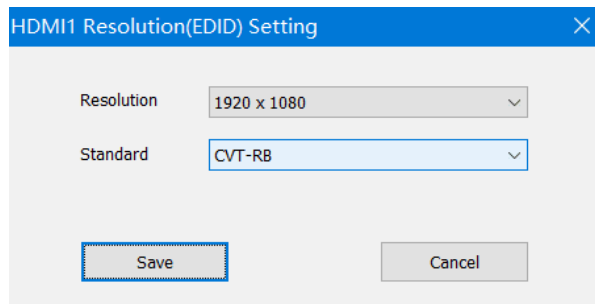 HDMI1 Resolution(EDID) Setting
Resolution 1920 x 1080
Standard CVT-RB
Save Cancel